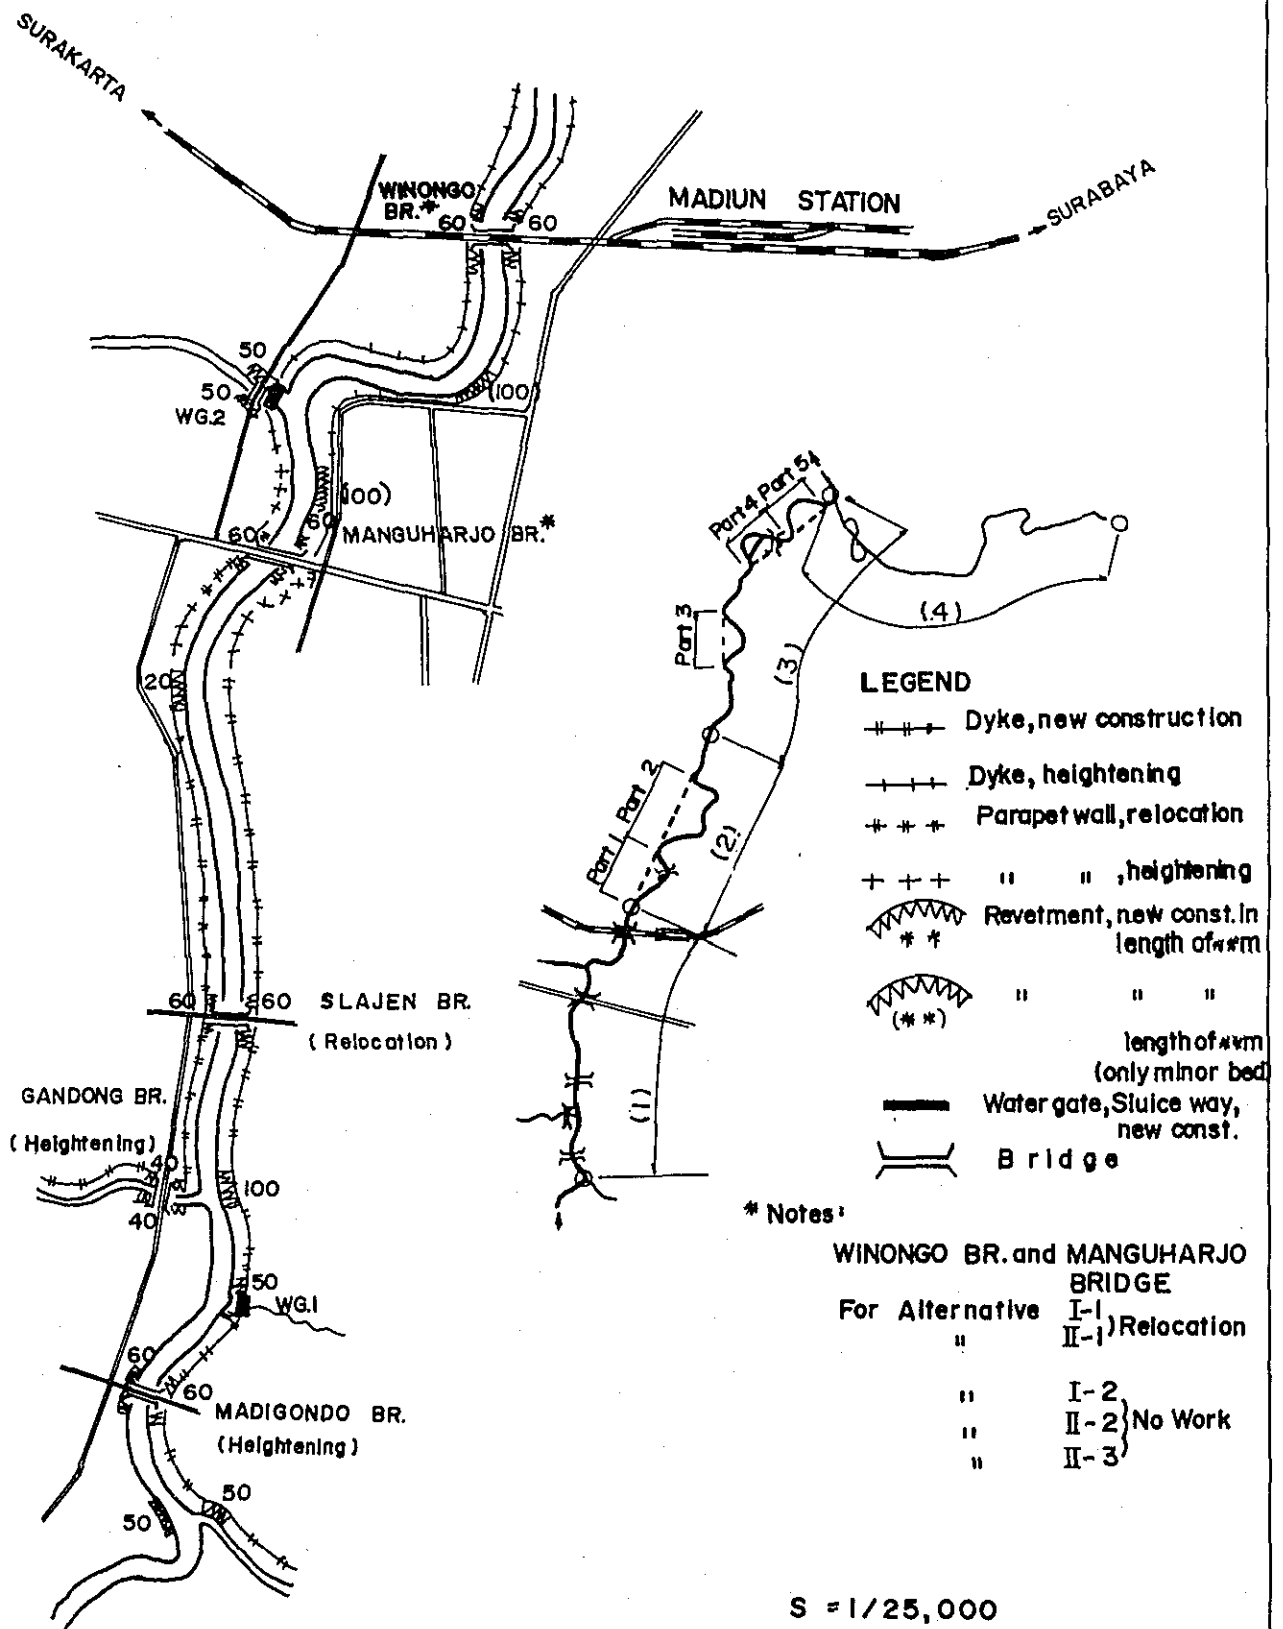 SURAKARTA
WINONGO
BR.*
60
60
MADIUN STATION
SURABAYA
50
50
WG.2
(100)
(100)
60
60
MANGUHARJO BR.*
120
60
60
SLAJEN BR.
(Relocation)
GANDONG BR.
(Heightening)
40
40
100
50
WG.1
60
60
MADIGONDO BR.
(Heightening)
50
50
Part 5
Part 4
Part 3
Part 2
Part 1
(4)
(3)
(2)
(1)
LEGEND
Dyke, new construction
Dyke, heightening
Parapet wall, relocation
" " , heightening
Revetment, new const. in
* *
length of **m
" " "
(* *)
length of **m
(only minor bed)
Water gate, Sluice way,
new const.
Bridge
* Notes:
WINONGO BR. and MANGUHARJO
BRIDGE
For Alternative I-1
" II-1 ) Relocation
" I-2
" II-2 } No Work
" II-3
S = 1/25,000